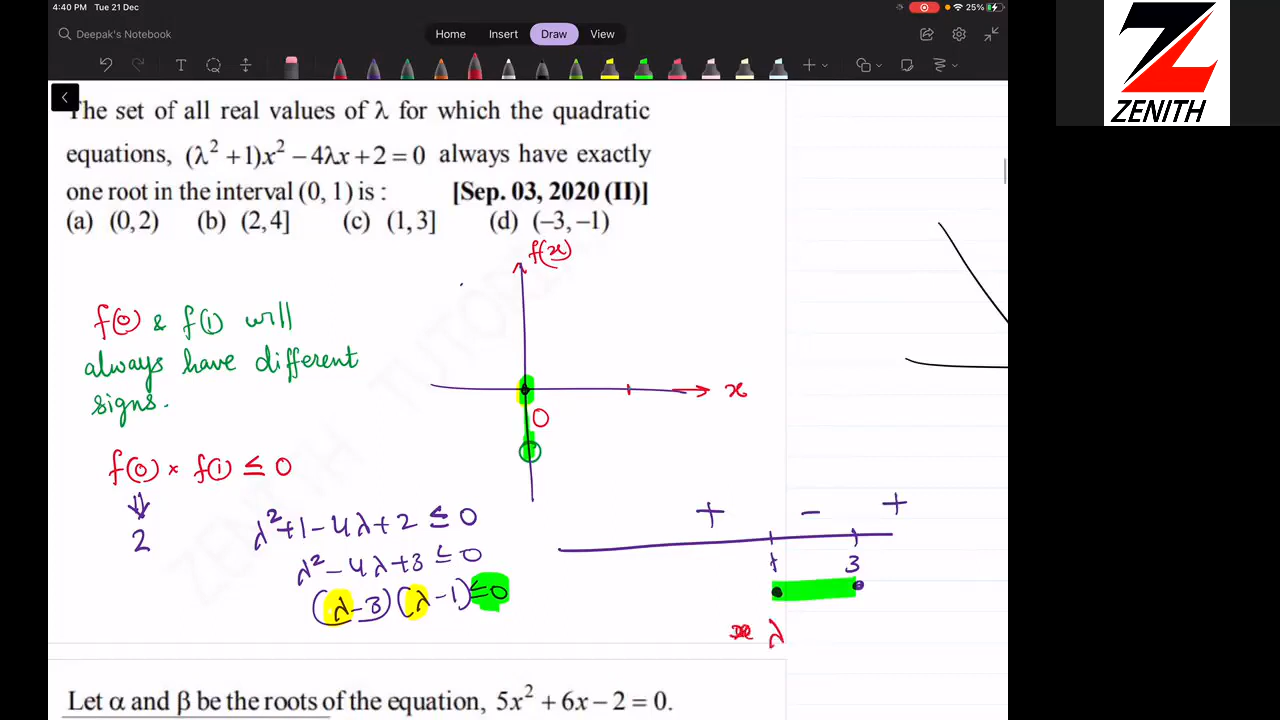 4:40 PM Tue 21 Dec
25%
Deepak's Notebook
Home Insert Draw View
ZENITH
The set of all real values of λ for which the quadratic
equations, (λ² +1)x² − 4λx + 2 = 0 always have exactly
one root in the interval (0, 1) is :
[Sep. 03, 2020 (II)]
(a) (0, 2) (b) (2, 4] (c) (1, 3] (d) (−3, −1)
f(x)
f(0) & f(1) will
always have different
signs.
x
0
f(0) × f(1) ≤ 0
2
λ²+1−4λ+2 ≤ 0
λ²−4λ+3 ≤ 0
(λ−3)(λ−1) ≤ 0
+ − +
1 3
λ
ZENITH TUTORI
Let α and β be the roots of the equation, 5x² + 6x − 2 = 0.